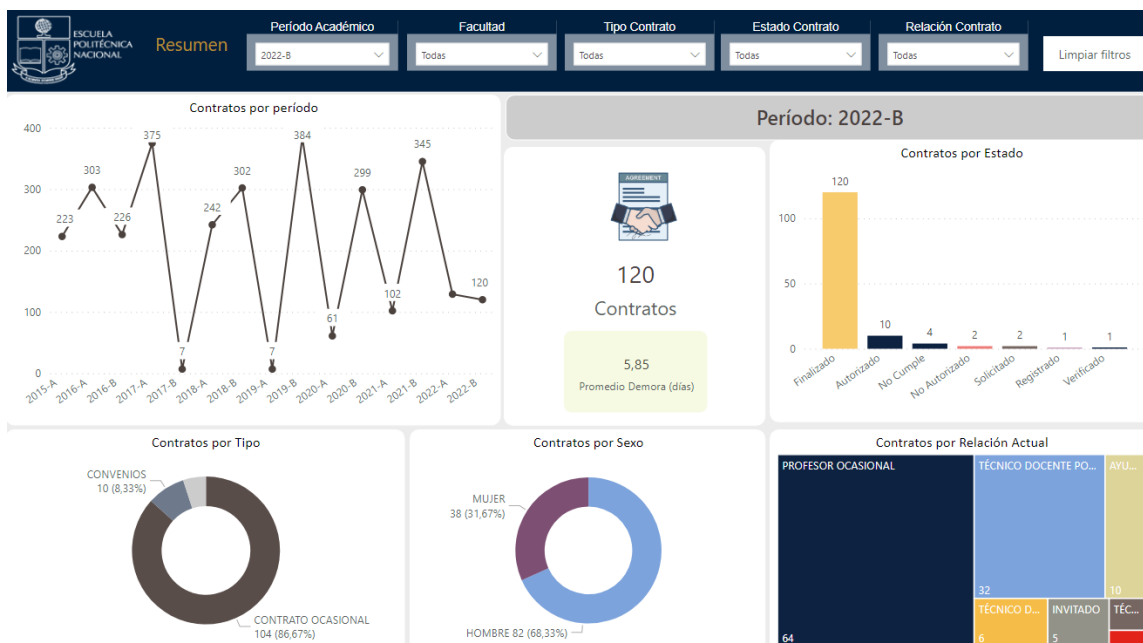 ESCUELA
POLITÉCNICA
NACIONAL
Resumen
Período Académico
2022-B
Facultad
Todas
Tipo Contrato
Todas
Estado Contrato
Todas
Relación Contrato
Todas
Limpiar filtros
Contratos por período
400
300
200
100
0
223
303
226
375
7
242
302
7
384
61
299
102
345
120
2015-A
2016-A
2016-B
2017-A
2017-B
2018-A
2018-B
2019-A
2019-B
2020-A
2020-B
2021-A
2021-B
2022-A
2022-B
Período: 2022-B
AGREEMENT
120
Contratos
5,85
Promedio Demora (días)
Contratos por Estado
100
50
0
120
10
4
2
2
1
1
Finalizado
Autorizado
No Cumple
No Autorizado
Solicitado
Registrado
Verificado
Contratos por Tipo
CONVENIOS
10 (8,33%)
CONTRATO OCASIONAL
104 (86,67%)
Contratos por Sexo
MUJER
38 (31,67%)
HOMBRE 82 (68,33%)
Contratos por Relación Actual
PROFESOR OCASIONAL
64
TÉCNICO DOCENTE PO...
32
AYU...
10
TÉCNICO D...
6
INVITADO
5
TÉC...